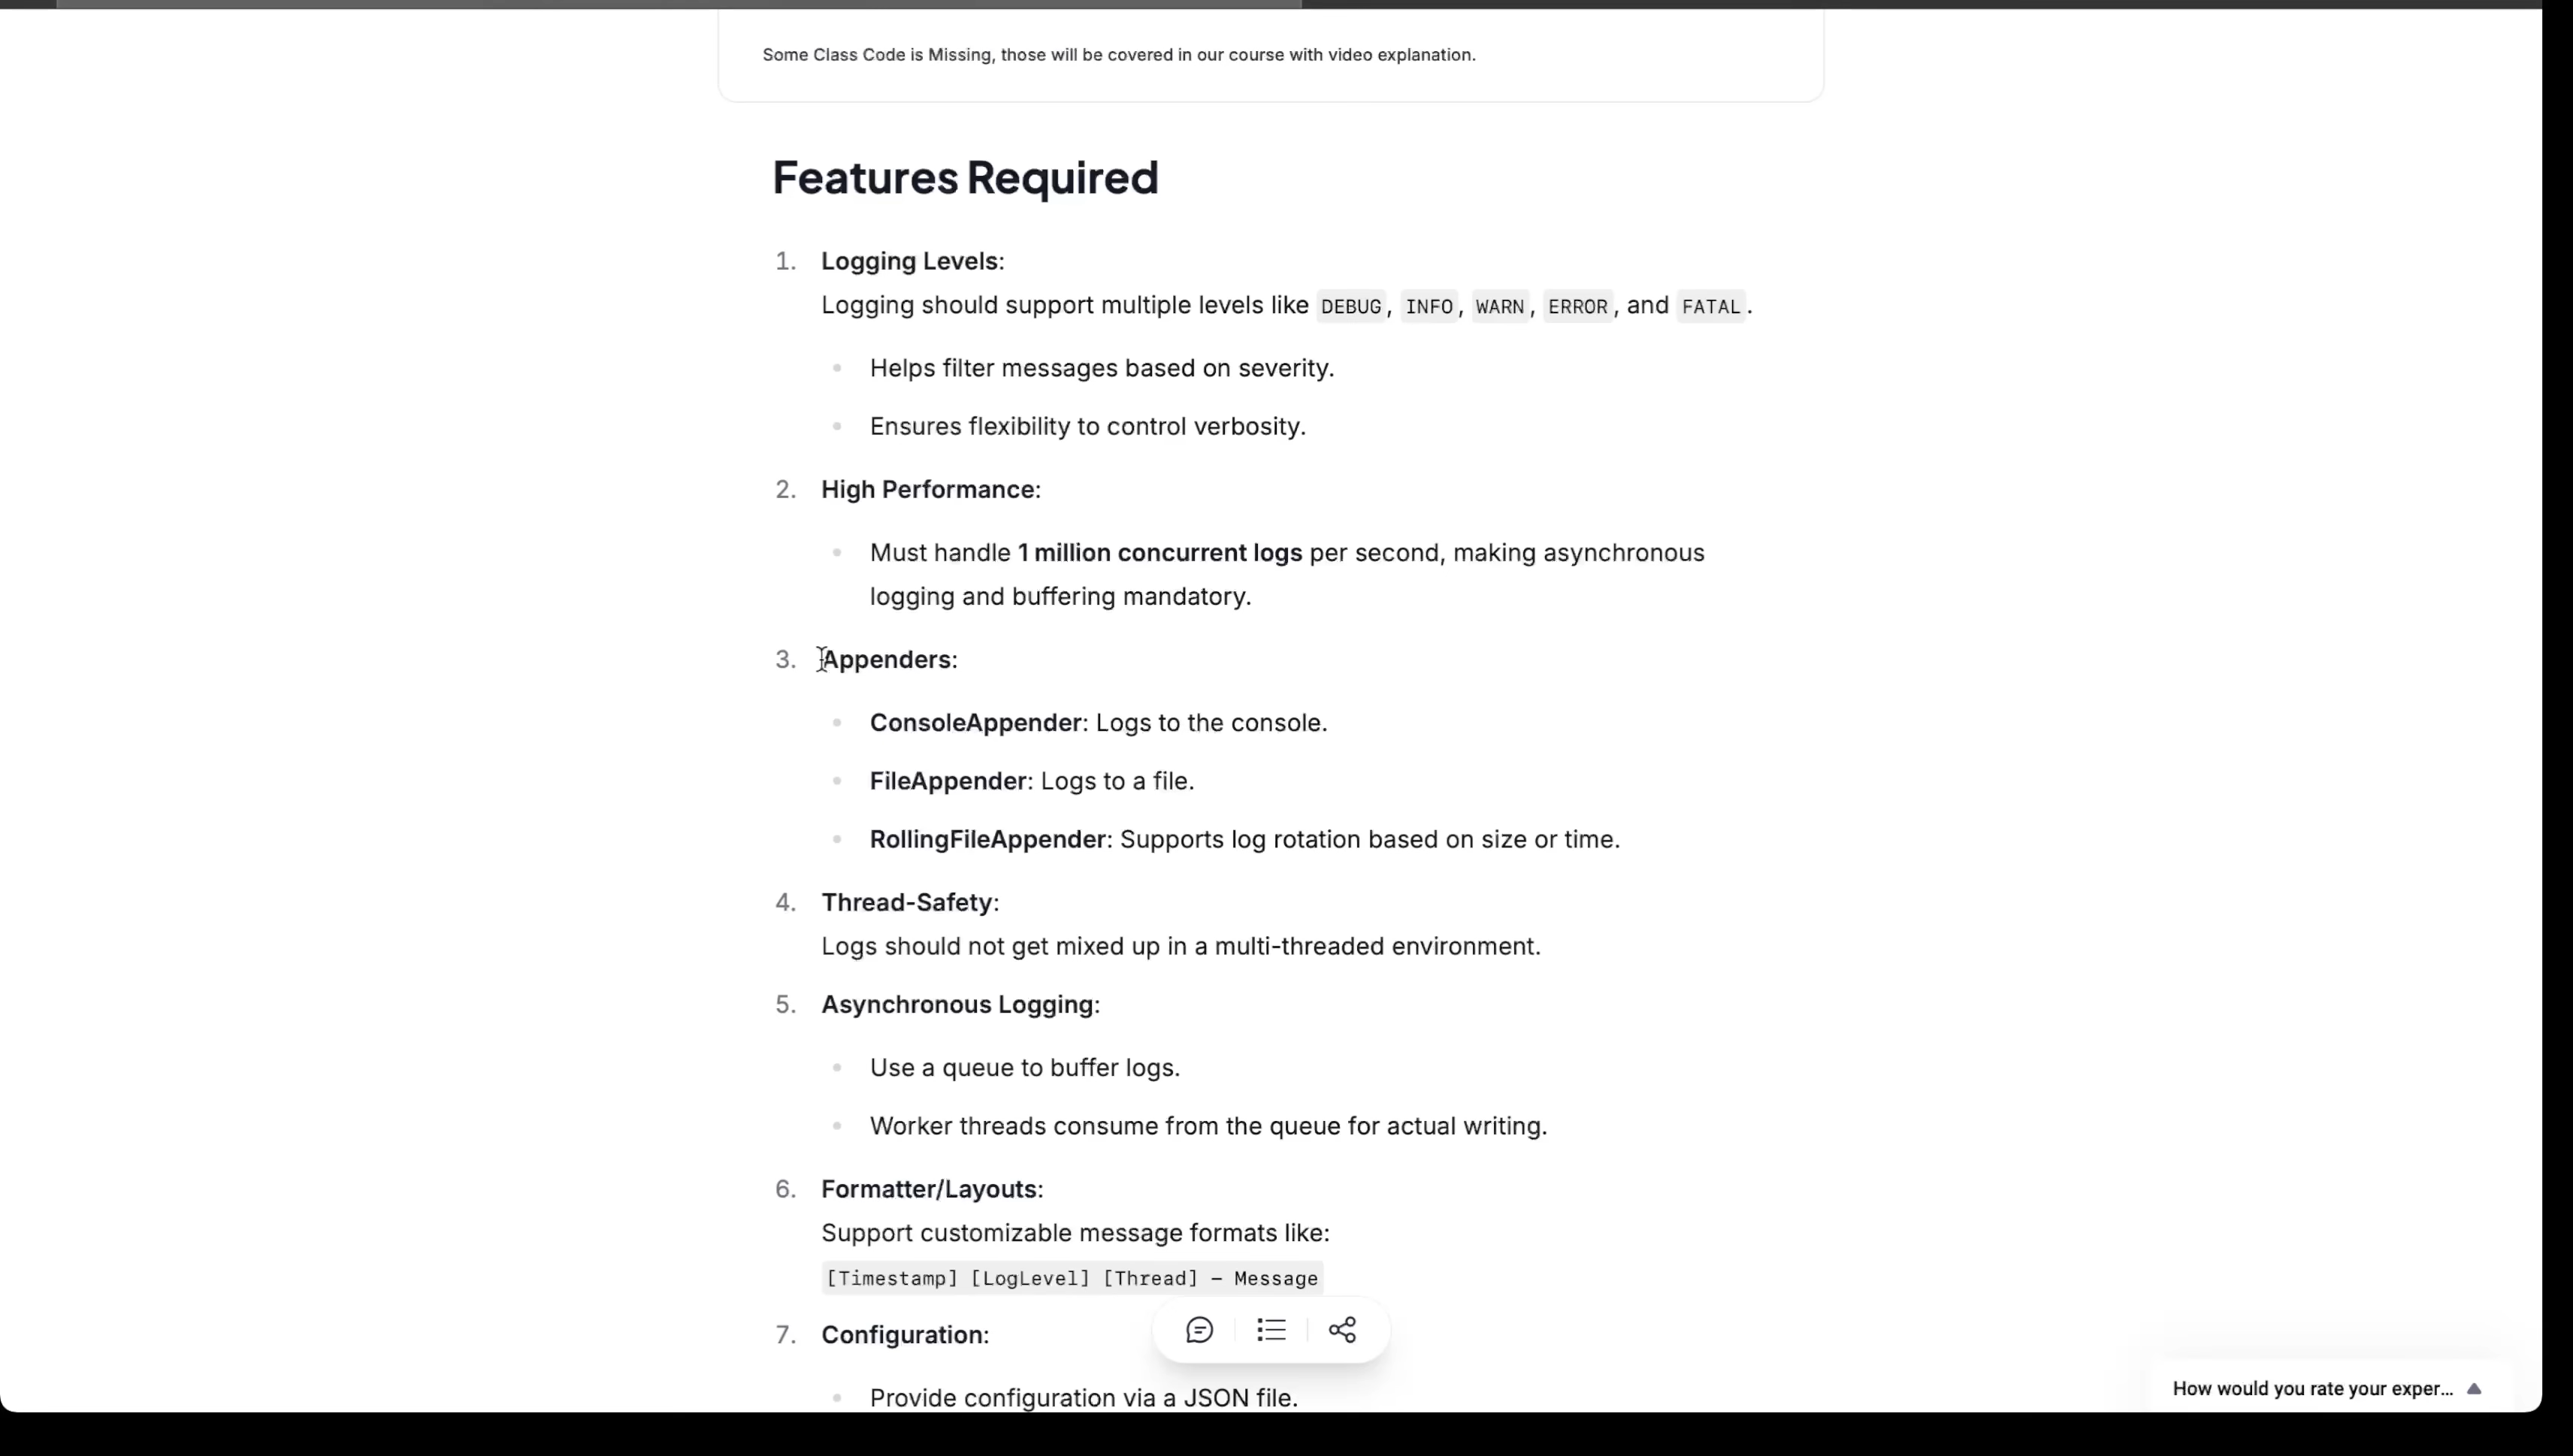 Some Class Code is Missing, those will be covered in our course with video explanation.
Features Required
1. Logging Levels:
Logging should support multiple levels like DEBUG, INFO, WARN, ERROR, and FATAL.
Helps filter messages based on severity.
Ensures flexibility to control verbosity.
2. High Performance:
Must handle 1 million concurrent logs per second, making asynchronous
logging and buffering mandatory.
3. Appenders:
ConsoleAppender: Logs to the console.
FileAppender: Logs to a file.
RollingFileAppender: Supports log rotation based on size or time.
4. Thread-Safety:
Logs should not get mixed up in a multi-threaded environment.
5. Asynchronous Logging:
Use a queue to buffer logs.
Worker threads consume from the queue for actual writing.
6. Formatter/Layouts:
Support customizable message formats like:
[Timestamp] [LogLevel] [Thread] – Message
7. Configuration:
Provide configuration via a JSON file.
How would you rate your exper...